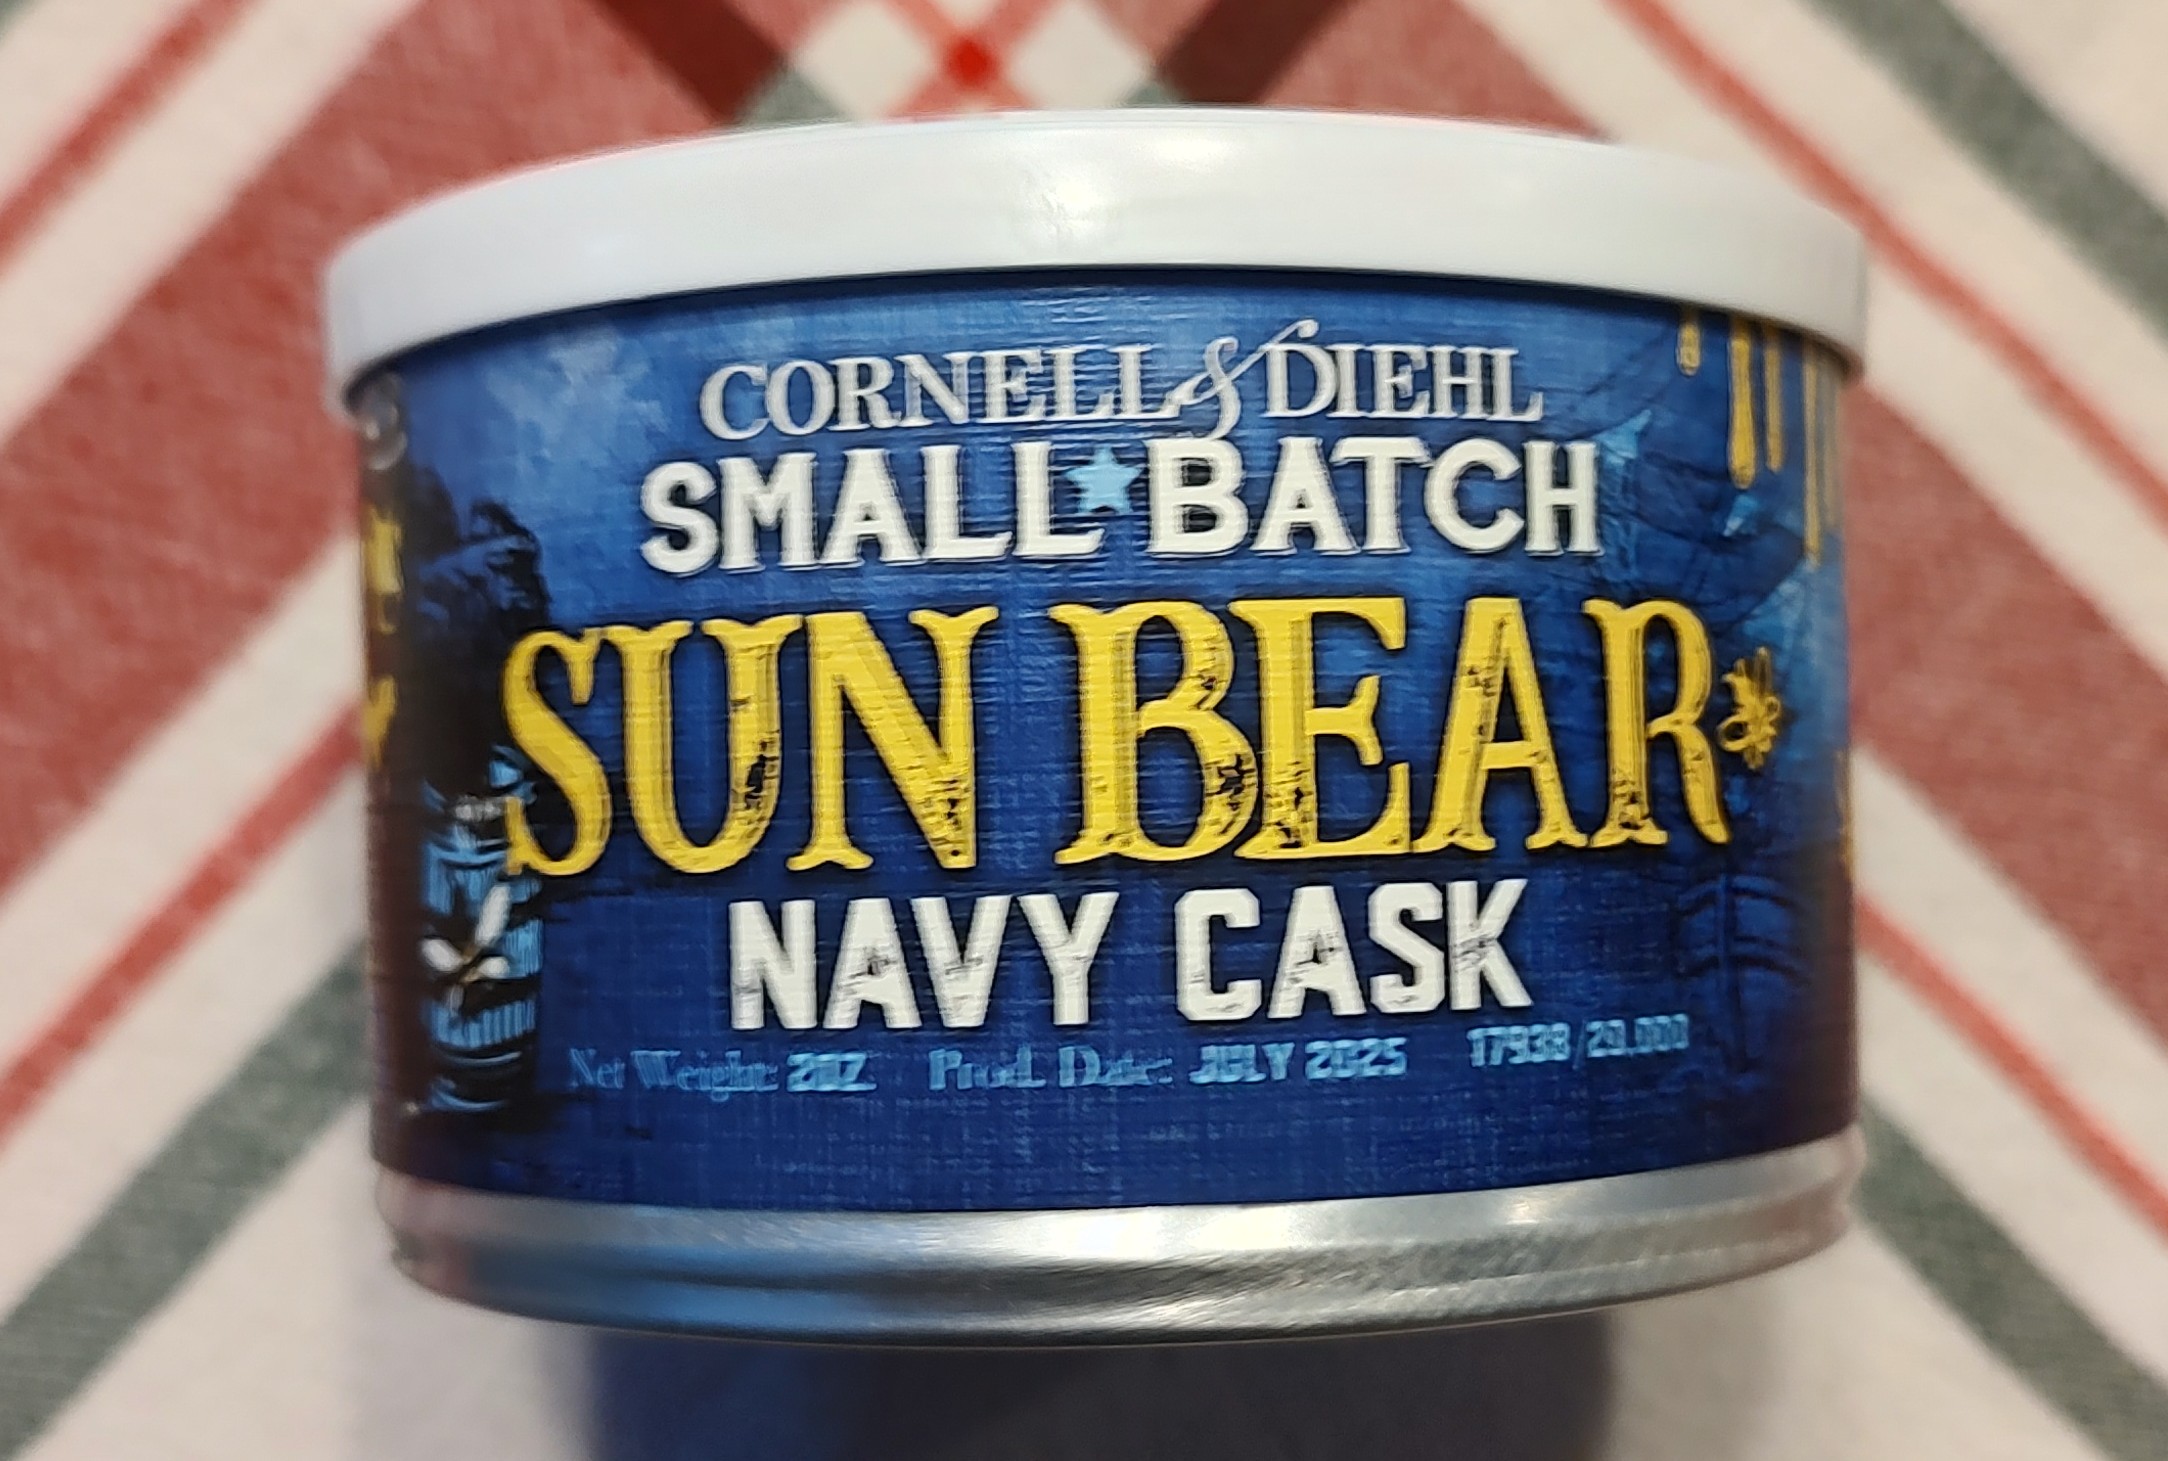 CORNELL & DIEHL
SMALL★BATCH
SUN BEAR
NAVY CASK
Net Weight: 2OZ Prod. Date: JULY 2025 17938/20,000